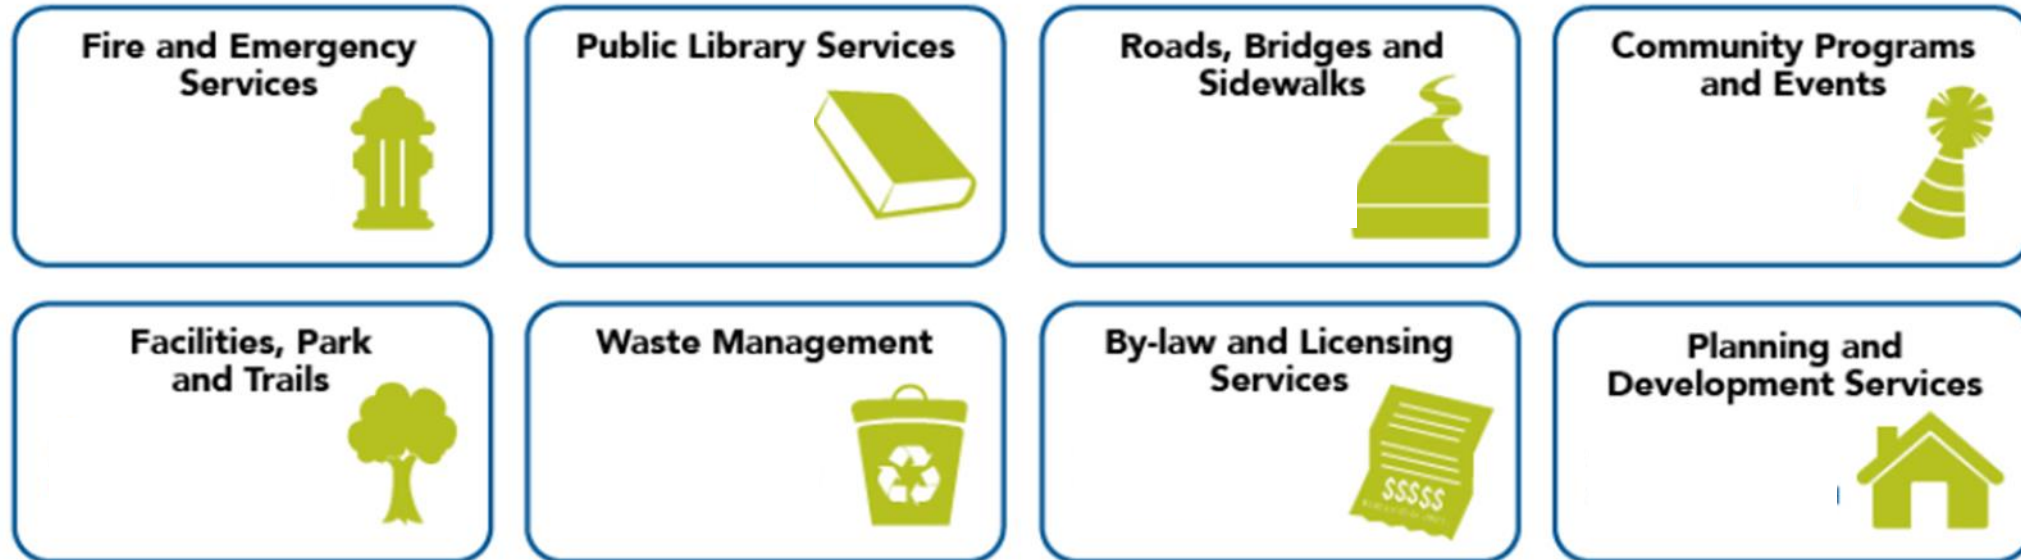 Fire and Emergency
Services
Public Library Services
Roads, Bridges and
Sidewalks
Community Programs
and Events
Facilities, Park
and Trails
Waste Management
By-law and Licensing
Services
$$$$$
Planning and
Development Services